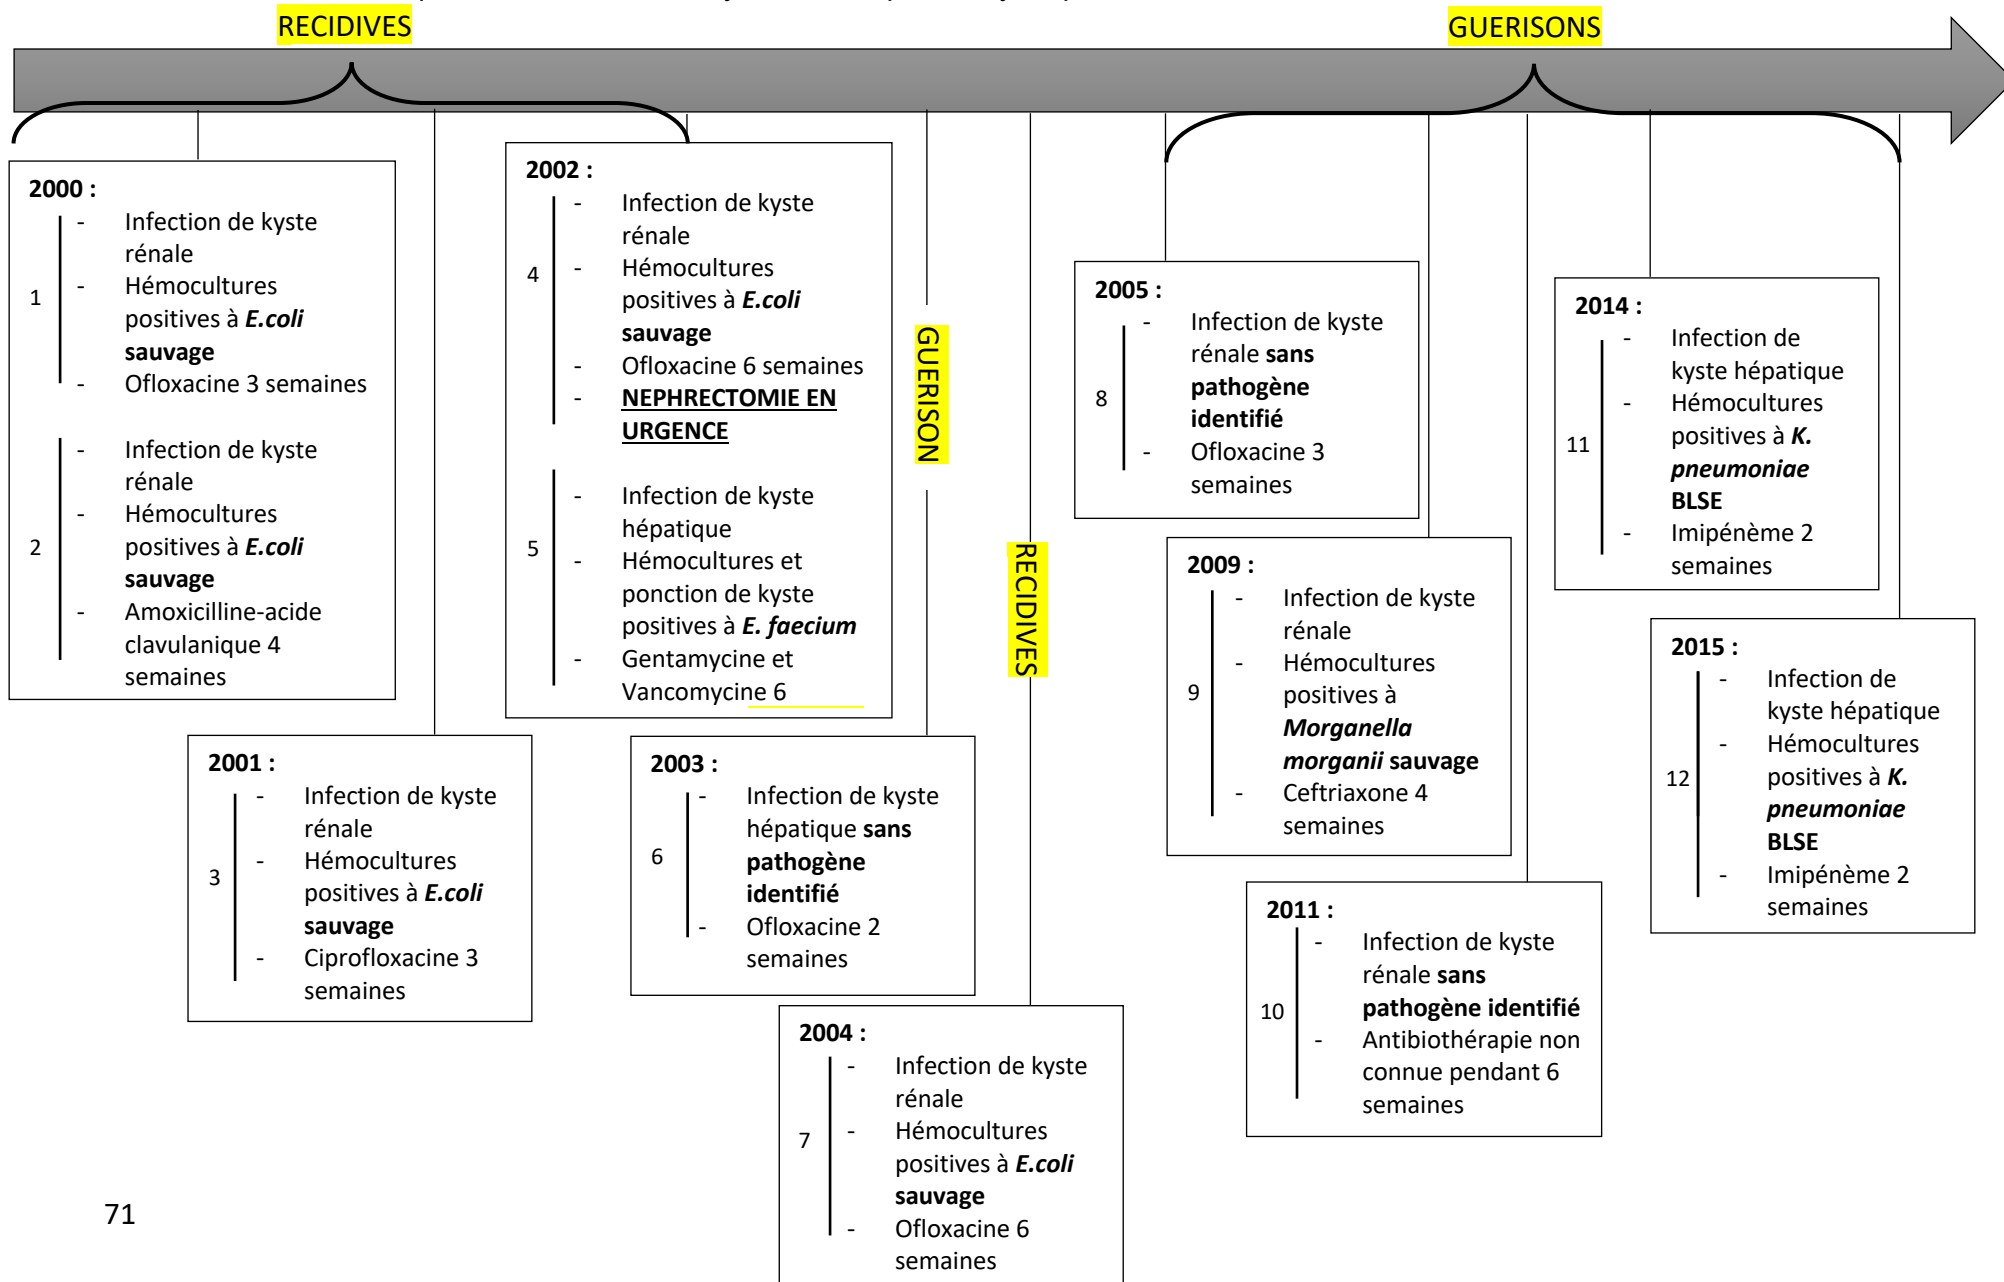 RECIDIVES
GUERISONS
2000 :
1
- Infection de kyste
rénale
- Hémocultures
positives à E.coli
sauvage
- Ofloxacine 3 semaines
2
- Infection de kyste
rénale
- Hémocultures
positives à E.coli
sauvage
- Amoxicilline-acide
clavulanique 4
semaines
2001 :
3
- Infection de kyste
rénale
- Hémocultures
positives à E.coli
sauvage
- Ciprofloxacine 3
semaines
2002 :
4
- Infection de kyste
rénale
- Hémocultures
positives à E.coli
sauvage
- Ofloxacine 6 semaines
- NEPHRECTOMIE EN
URGENCE
5
- Infection de kyste
hépatique
- Hémocultures et
ponction de kyste
positives à E. faecium
- Gentamycine et
Vancomycine 6
GUERISON
2003 :
6
- Infection de kyste
hépatique sans
pathogène
identifié
- Ofloxacine 2
semaines
RECIDIVES
2004 :
7
- Infection de kyste
rénale
- Hémocultures
positives à E.coli
sauvage
- Ofloxacine 6
semaines
2005 :
8
- Infection de kyste
rénale sans
pathogène
identifié
- Ofloxacine 3
semaines
2009 :
9
- Infection de kyste
rénale
- Hémocultures
positives à
Morganella
morganii sauvage
- Ceftriaxone 4
semaines
2011 :
10
- Infection de kyste
rénale sans
pathogène identifié
- Antibiothérapie non
connue pendant 6
semaines
2014 :
11
- Infection de
kyste hépatique
- Hémocultures
positives à K.
pneumoniae
BLSE
- Imipénème 2
semaines
2015 :
12
- Infection de
kyste hépatique
- Hémocultures
positives à K.
pneumoniae
BLSE
- Imipénème 2
semaines
71